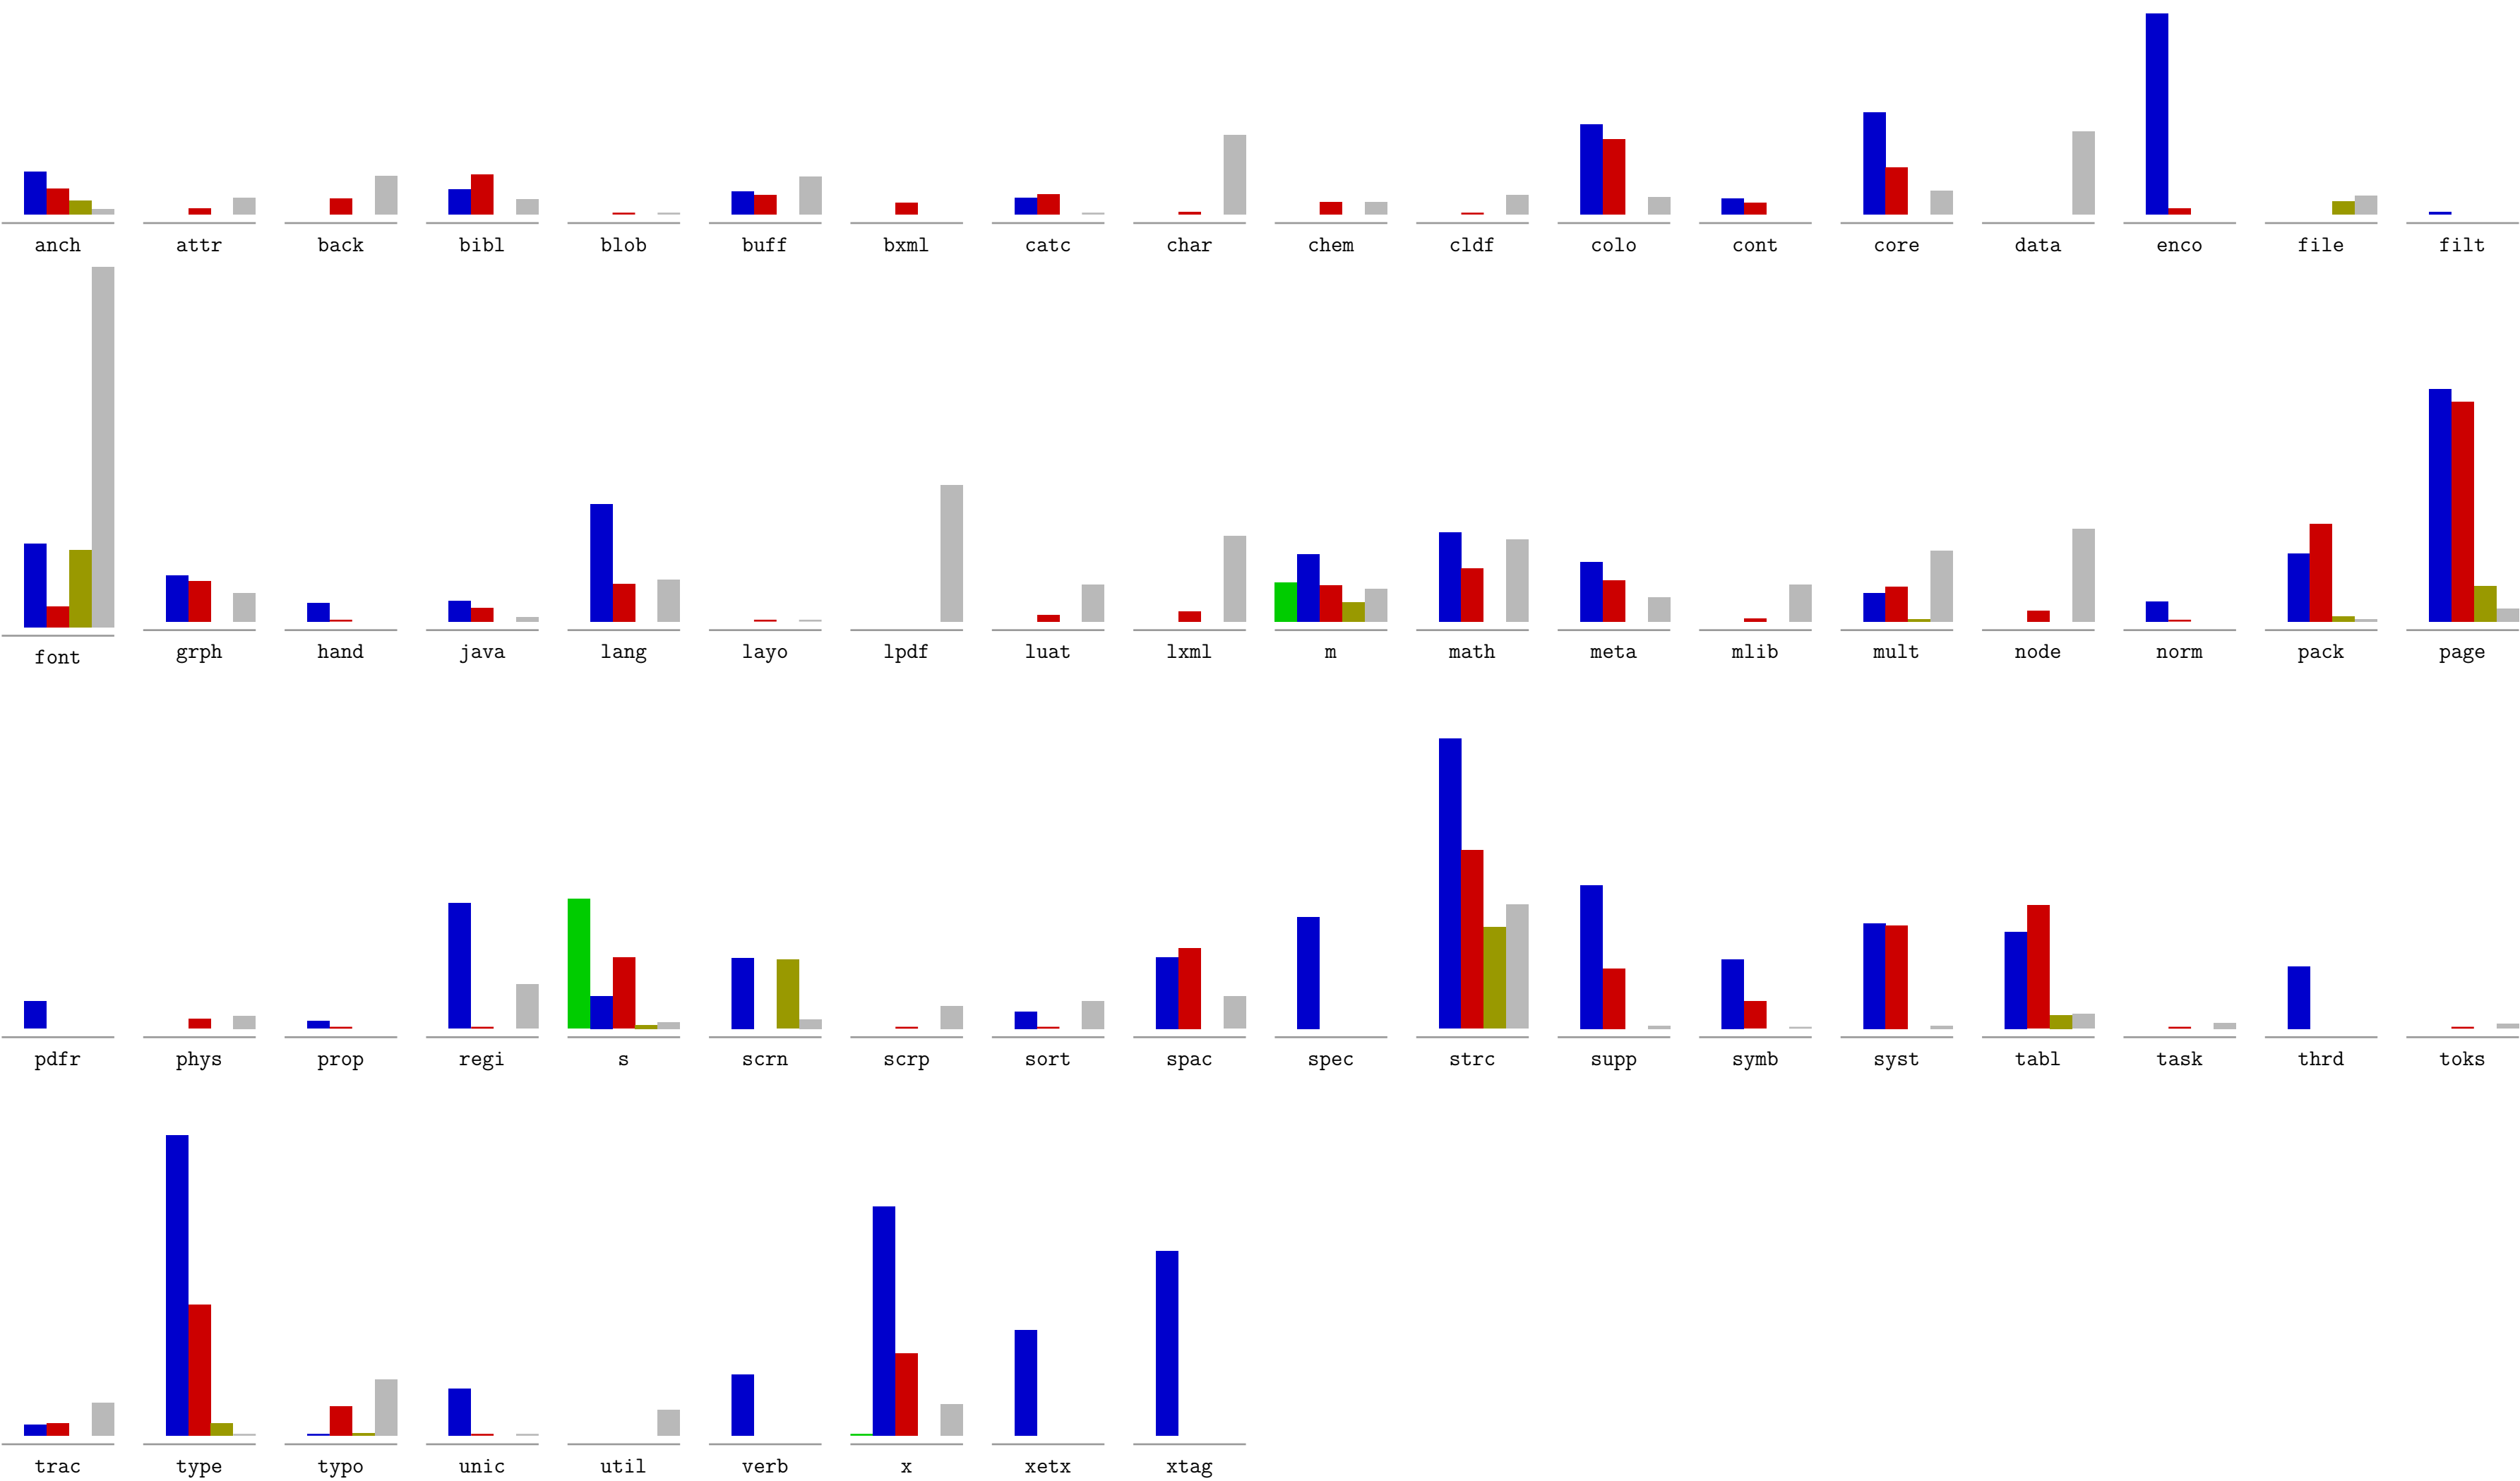 anch attr back bibl blob buff bxml catc char chem cldf colo cont core data enco file filt
font grph hand java lang layo lpdf luat lxml m math meta mlib mult node norm pack page
pdfr phys prop regi s scrn scrp sort spac spec strc supp symb syst tabl task thrd toks
trac type typo unic util verb x xetx xtag